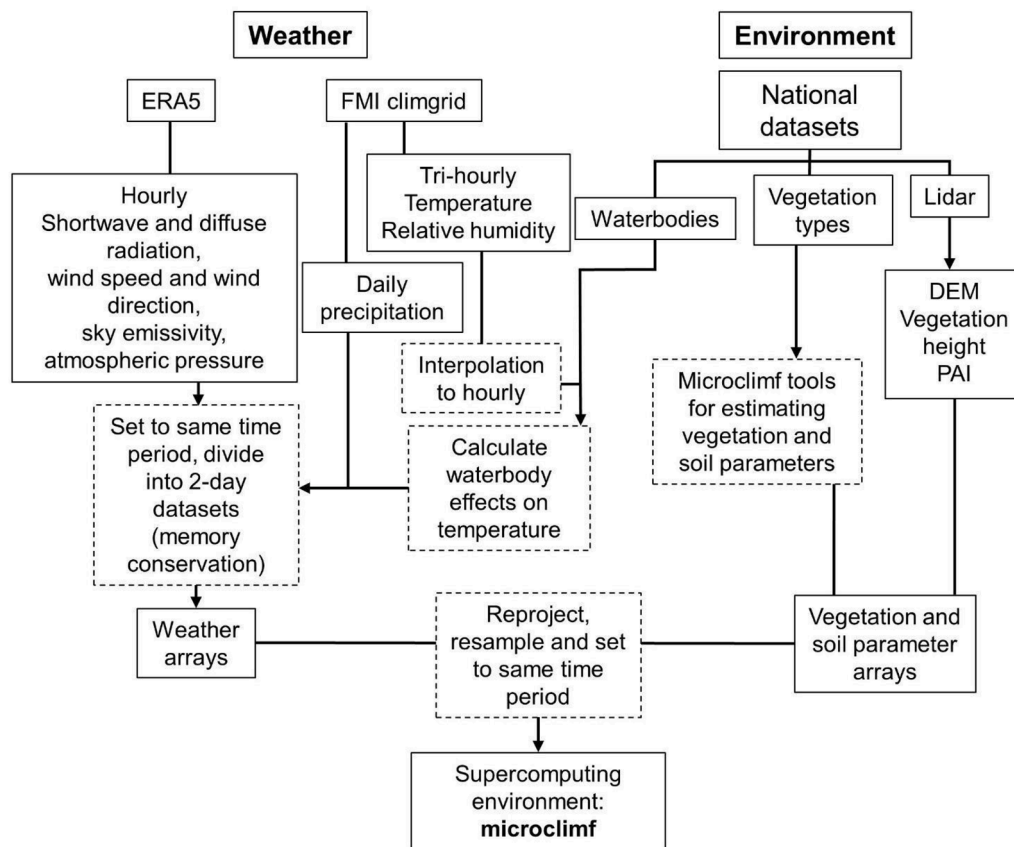 Weather
Environment
ERA5
FMI climgrid
National
datasets
Hourly
Shortwave and diffuse
radiation,
wind speed and wind
direction,
sky emissivity,
atmospheric pressure
Tri-hourly
Temperature
Relative humidity
Waterbodies
Vegetation
types
Lidar
Daily
precipitation
DEM
Vegetation
height
PAI
Interpolation
to hourly
Microclimf tools
for estimating
vegetation and
soil parameters
Set to same time
period, divide
into 2-day
datasets
(memory
conservation)
Calculate
waterbody
effects on
temperature
Weather
arrays
Reproject,
resample and set
to same time
period
Vegetation and
soil parameter
arrays
Supercomputing
environment:
microclimf